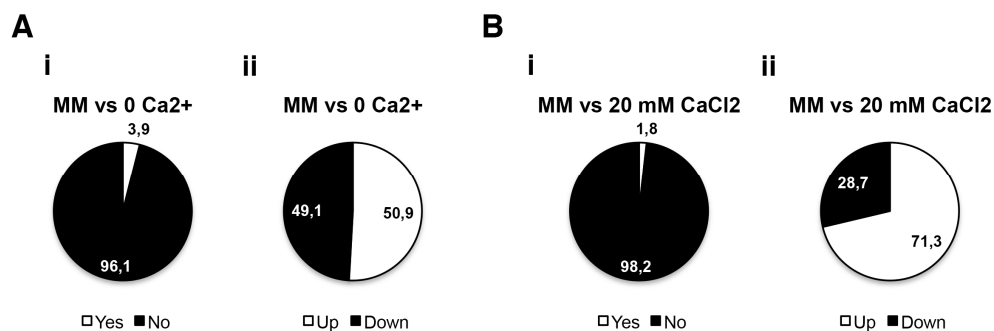 A
i
MM vs 0 Ca2+
3,9
96,1
Yes No
ii
MM vs 0 Ca2+
49,1
50,9
Up Down
B
i
MM vs 20 mM CaCl2
1,8
98,2
Yes No
ii
MM vs 20 mM CaCl2
28,7
71,3
Up Down